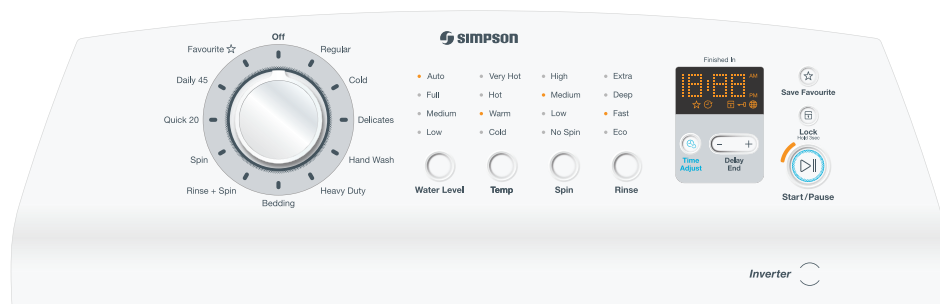 SIMPSON
Off
Regular
Cold
Delicates
Hand Wash
Heavy Duty
Bedding
Rinse + Spin
Spin
Quick 20
Daily 45
Favourite ☆
Auto
Full
Medium
Low
Water Level
Very Hot
Hot
Warm
Cold
Temp
High
Medium
Low
No Spin
Spin
Extra
Deep
Fast
Eco
Rinse
Finished In
18:88
AM
PM
Time
Adjust
- +
Delay
End
Save Favourite
Lock
Hold 3sec
Start/Pause
Inverter